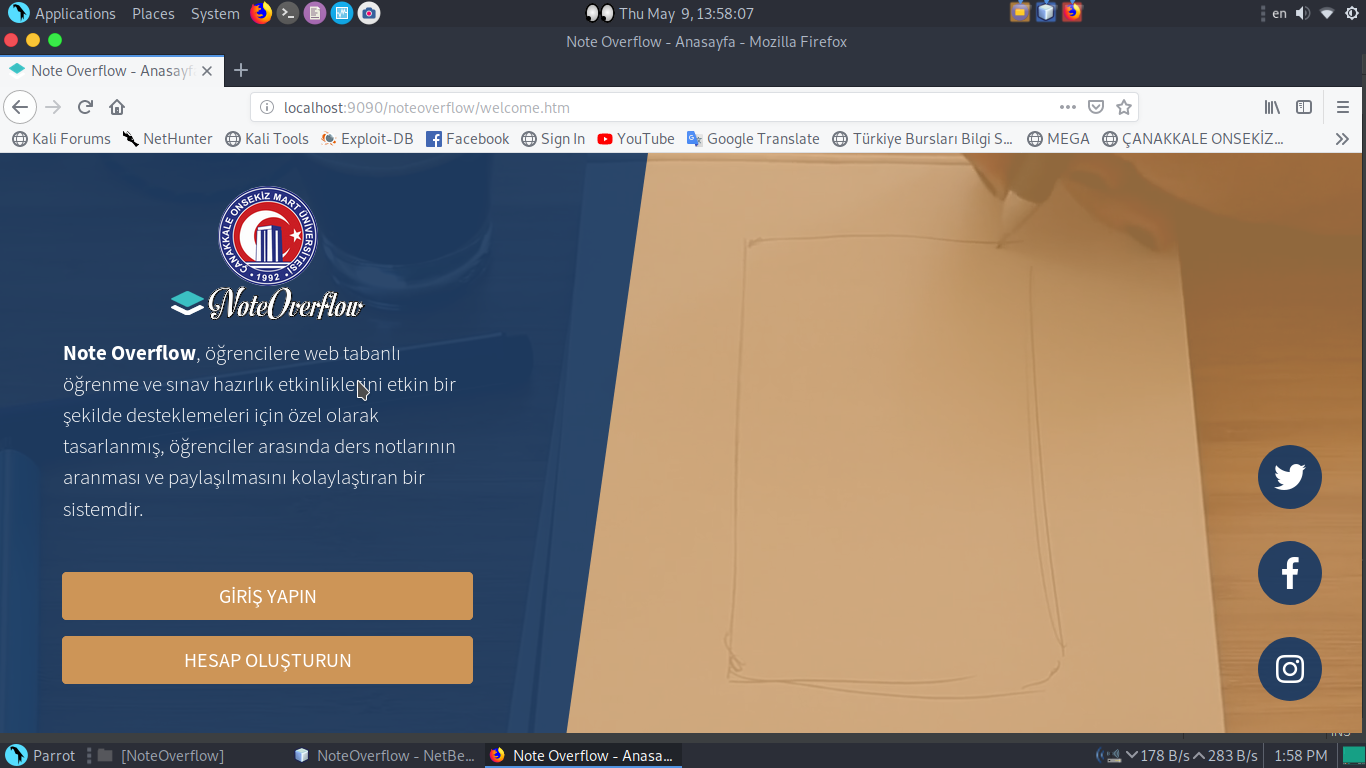 Applications Places System
Thu May 9, 13:58:07
en
Note Overflow - Anasayfa - Mozilla Firefox
Note Overflow - Anasayf
localhost:9090/noteoverflow/welcome.htm
Kali Forums NetHunter Kali Tools Exploit-DB Facebook Sign In YouTube Google Translate Türkiye Bursları Bilgi S... MEGA ÇANAKKALE ONSEKİZ...
ÇANAKKALE ONSEKİZ MART ÜNİVERSİTESİ
• 1992 •
NoteOverflow
Note Overflow, öğrencilere web tabanlı
öğrenme ve sınav hazırlık etkinliklerini etkin bir
şekilde desteklemeleri için özel olarak
tasarlanmış, öğrenciler arasında ders notlarının
aranması ve paylaşılmasını kolaylaştıran bir
sistemdir.
GİRİŞ YAPIN
HESAP OLUŞTURUN
Parrot [NoteOverflow] NoteOverflow - NetBe... Note Overflow - Anasa... 178 B/s 283 B/s 1:58 PM